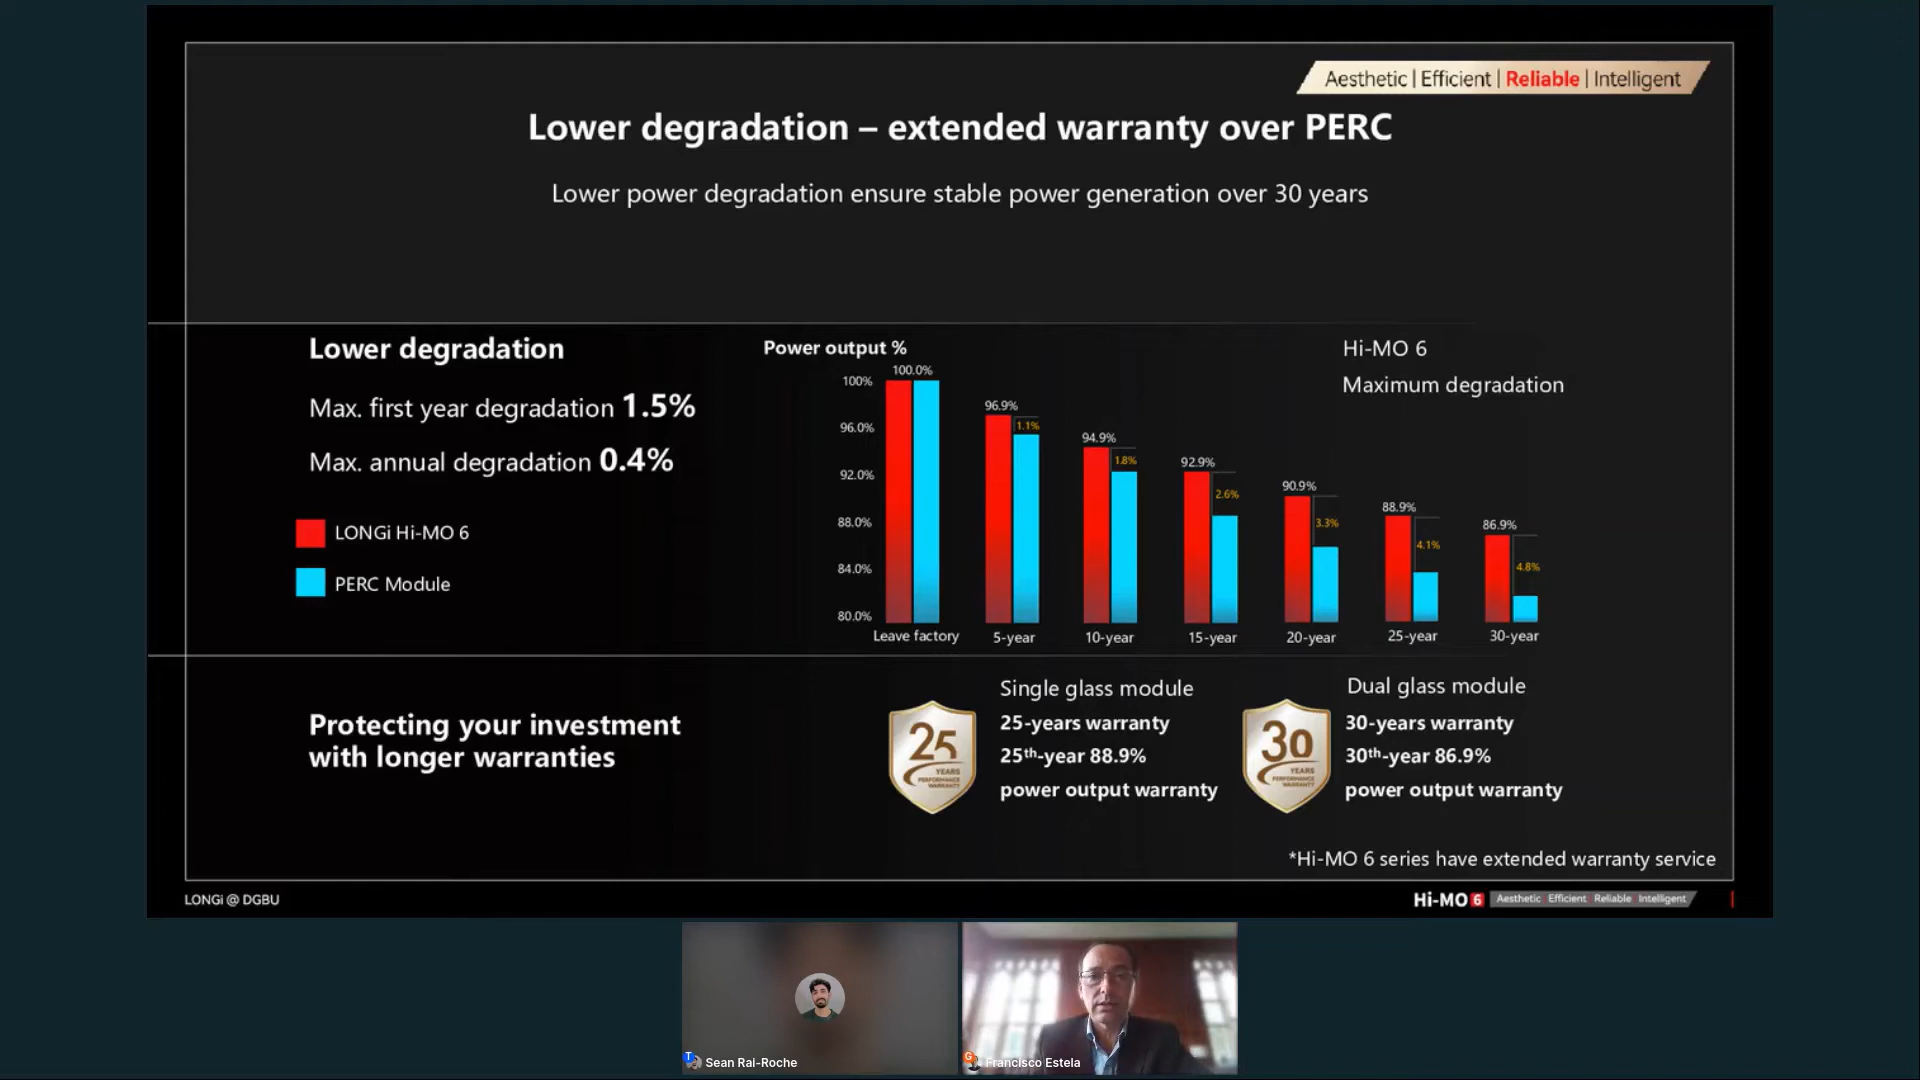 Aesthetic | Efficient | Reliable | Intelligent
Lower degradation – extended warranty over PERC
Lower power degradation ensure stable power generation over 30 years
Lower degradation
Max. first year degradation 1.5%
Max. annual degradation 0.4%
LONGi Hi-MO 6
PERC Module
Power output %
Hi-MO 6
Maximum degradation
100%
96.0%
92.0%
88.0%
84.0%
80.0%
100.0%
96.9%
1.1%
94.9%
1.8%
92.9%
2.6%
90.9%
3.3%
88.9%
4.1%
86.9%
4.8%
Leave factory
5-year
10-year
15-year
20-year
25-year
30-year
Protecting your investment
with longer warranties
25
YEARS
PERFORMANCE
WARRANTY
Single glass module
25-years warranty
25th-year 88.9%
power output warranty
30
YEARS
PERFORMANCE
WARRANTY
Dual glass module
30-years warranty
30th-year 86.9%
power output warranty
*Hi-MO 6 series have extended warranty service
LONGi @ DGBU
Hi-MO 6 Aesthetic Efficient Reliable Intelligent
T Sean Rai-Roche
G Francisco Estela